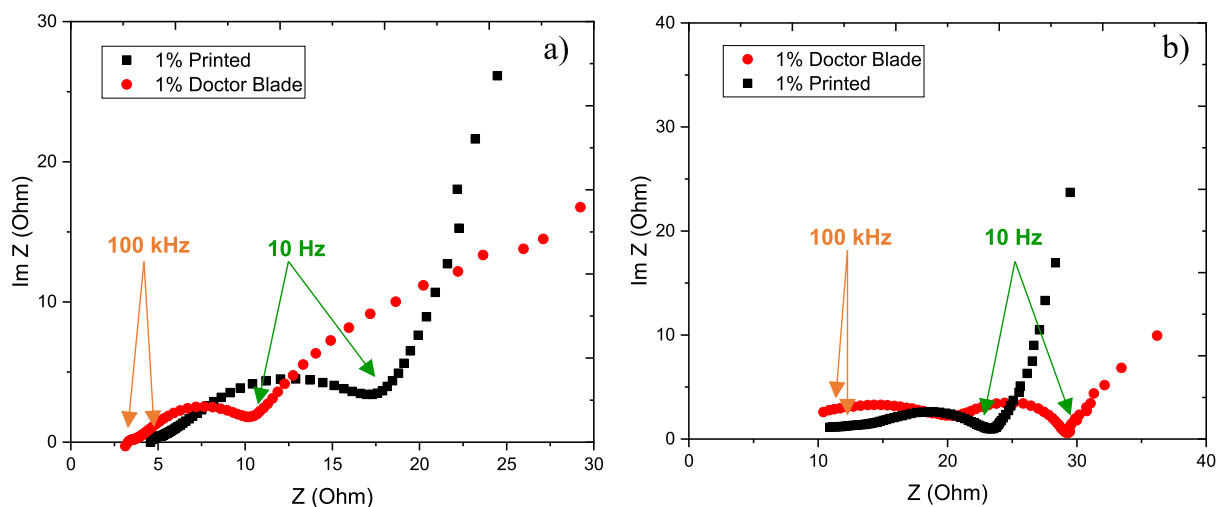 a)
1% Printed
1% Doctor Blade
100 kHz
10 Hz
30
20
10
0
Im Z (Ohm)
0 5 10 15 20 25 30
Z (Ohm)
b)
1% Doctor Blade
1% Printed
100 kHz
10 Hz
40
30
20
10
0
Im Z (Ohm)
0 10 20 30 40
Z (Ohm)